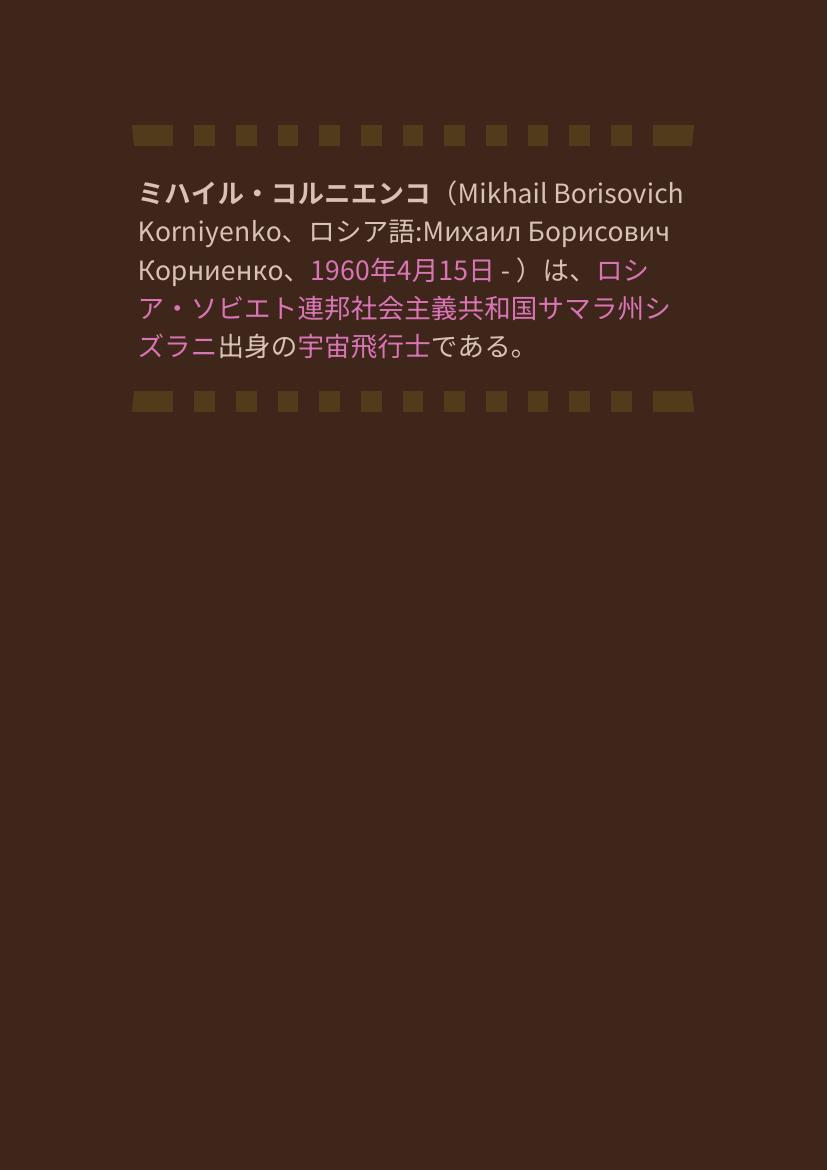 ミハイル・コルニエンコ（Mikhail Borisovich
Korniyenko、ロシア語:Михаил Борисович
Корниенко、1960年4月15日 - ）は、ロシ
ア・ソビエト連邦社会主義共和国サマラ州シ
ズラニ出身の宇宙飛行士である。